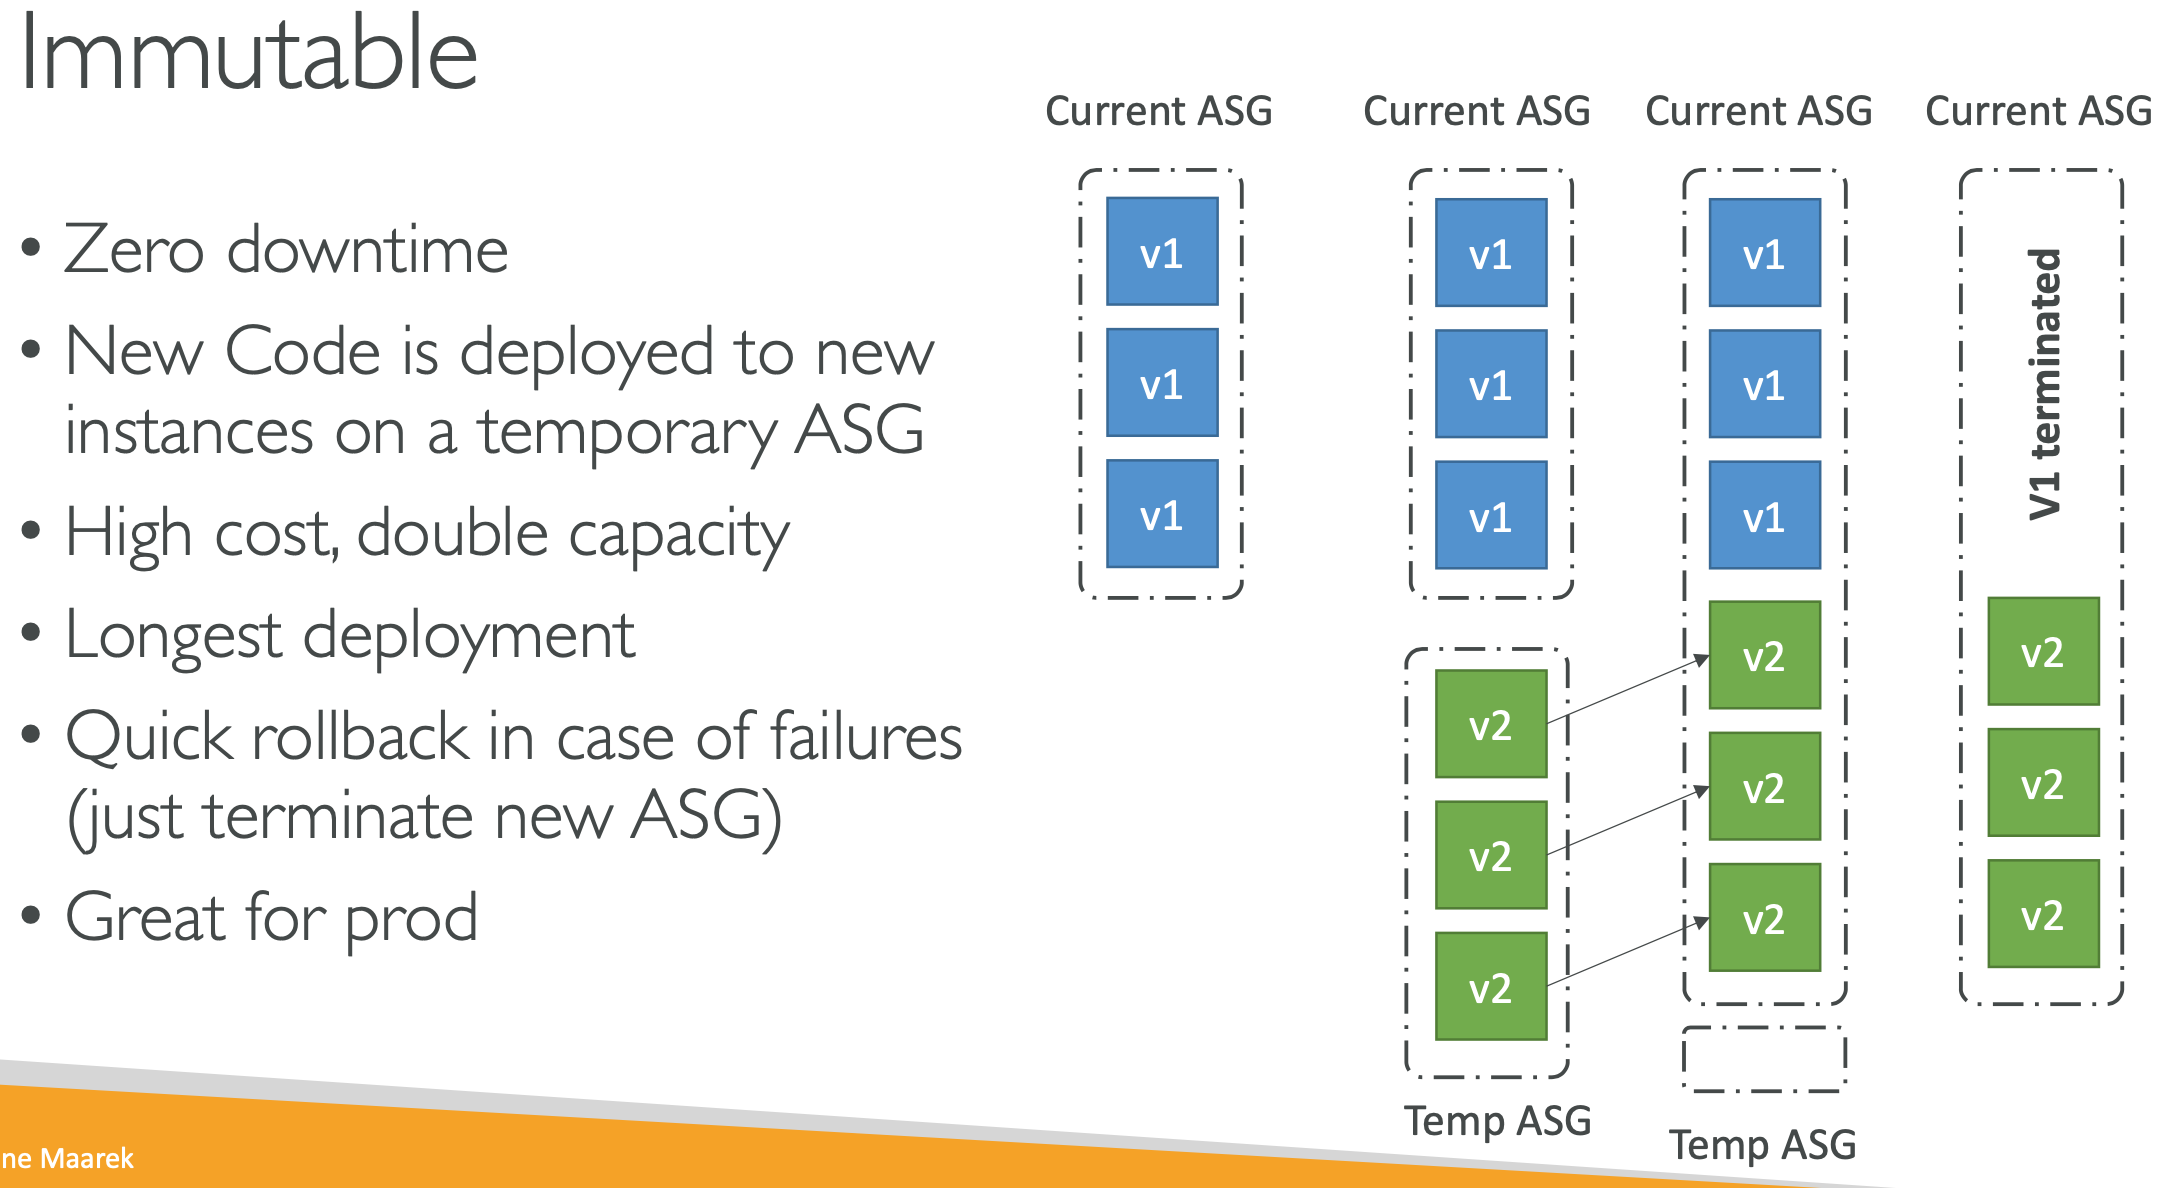 Immutable
• Zero downtime
• New Code is deployed to new
instances on a temporary ASG
• High cost, double capacity
• Longest deployment
• Quick rollback in case of failures
(just terminate new ASG)
• Great for prod
Current ASG
v1
v1
v1
Current ASG
v1
v1
v1
v2
v2
v2
Temp ASG
Current ASG
v1
v1
v1
v2
v2
v2
Temp ASG
Current ASG
V1 terminated
v2
v2
v2
ne Maarek